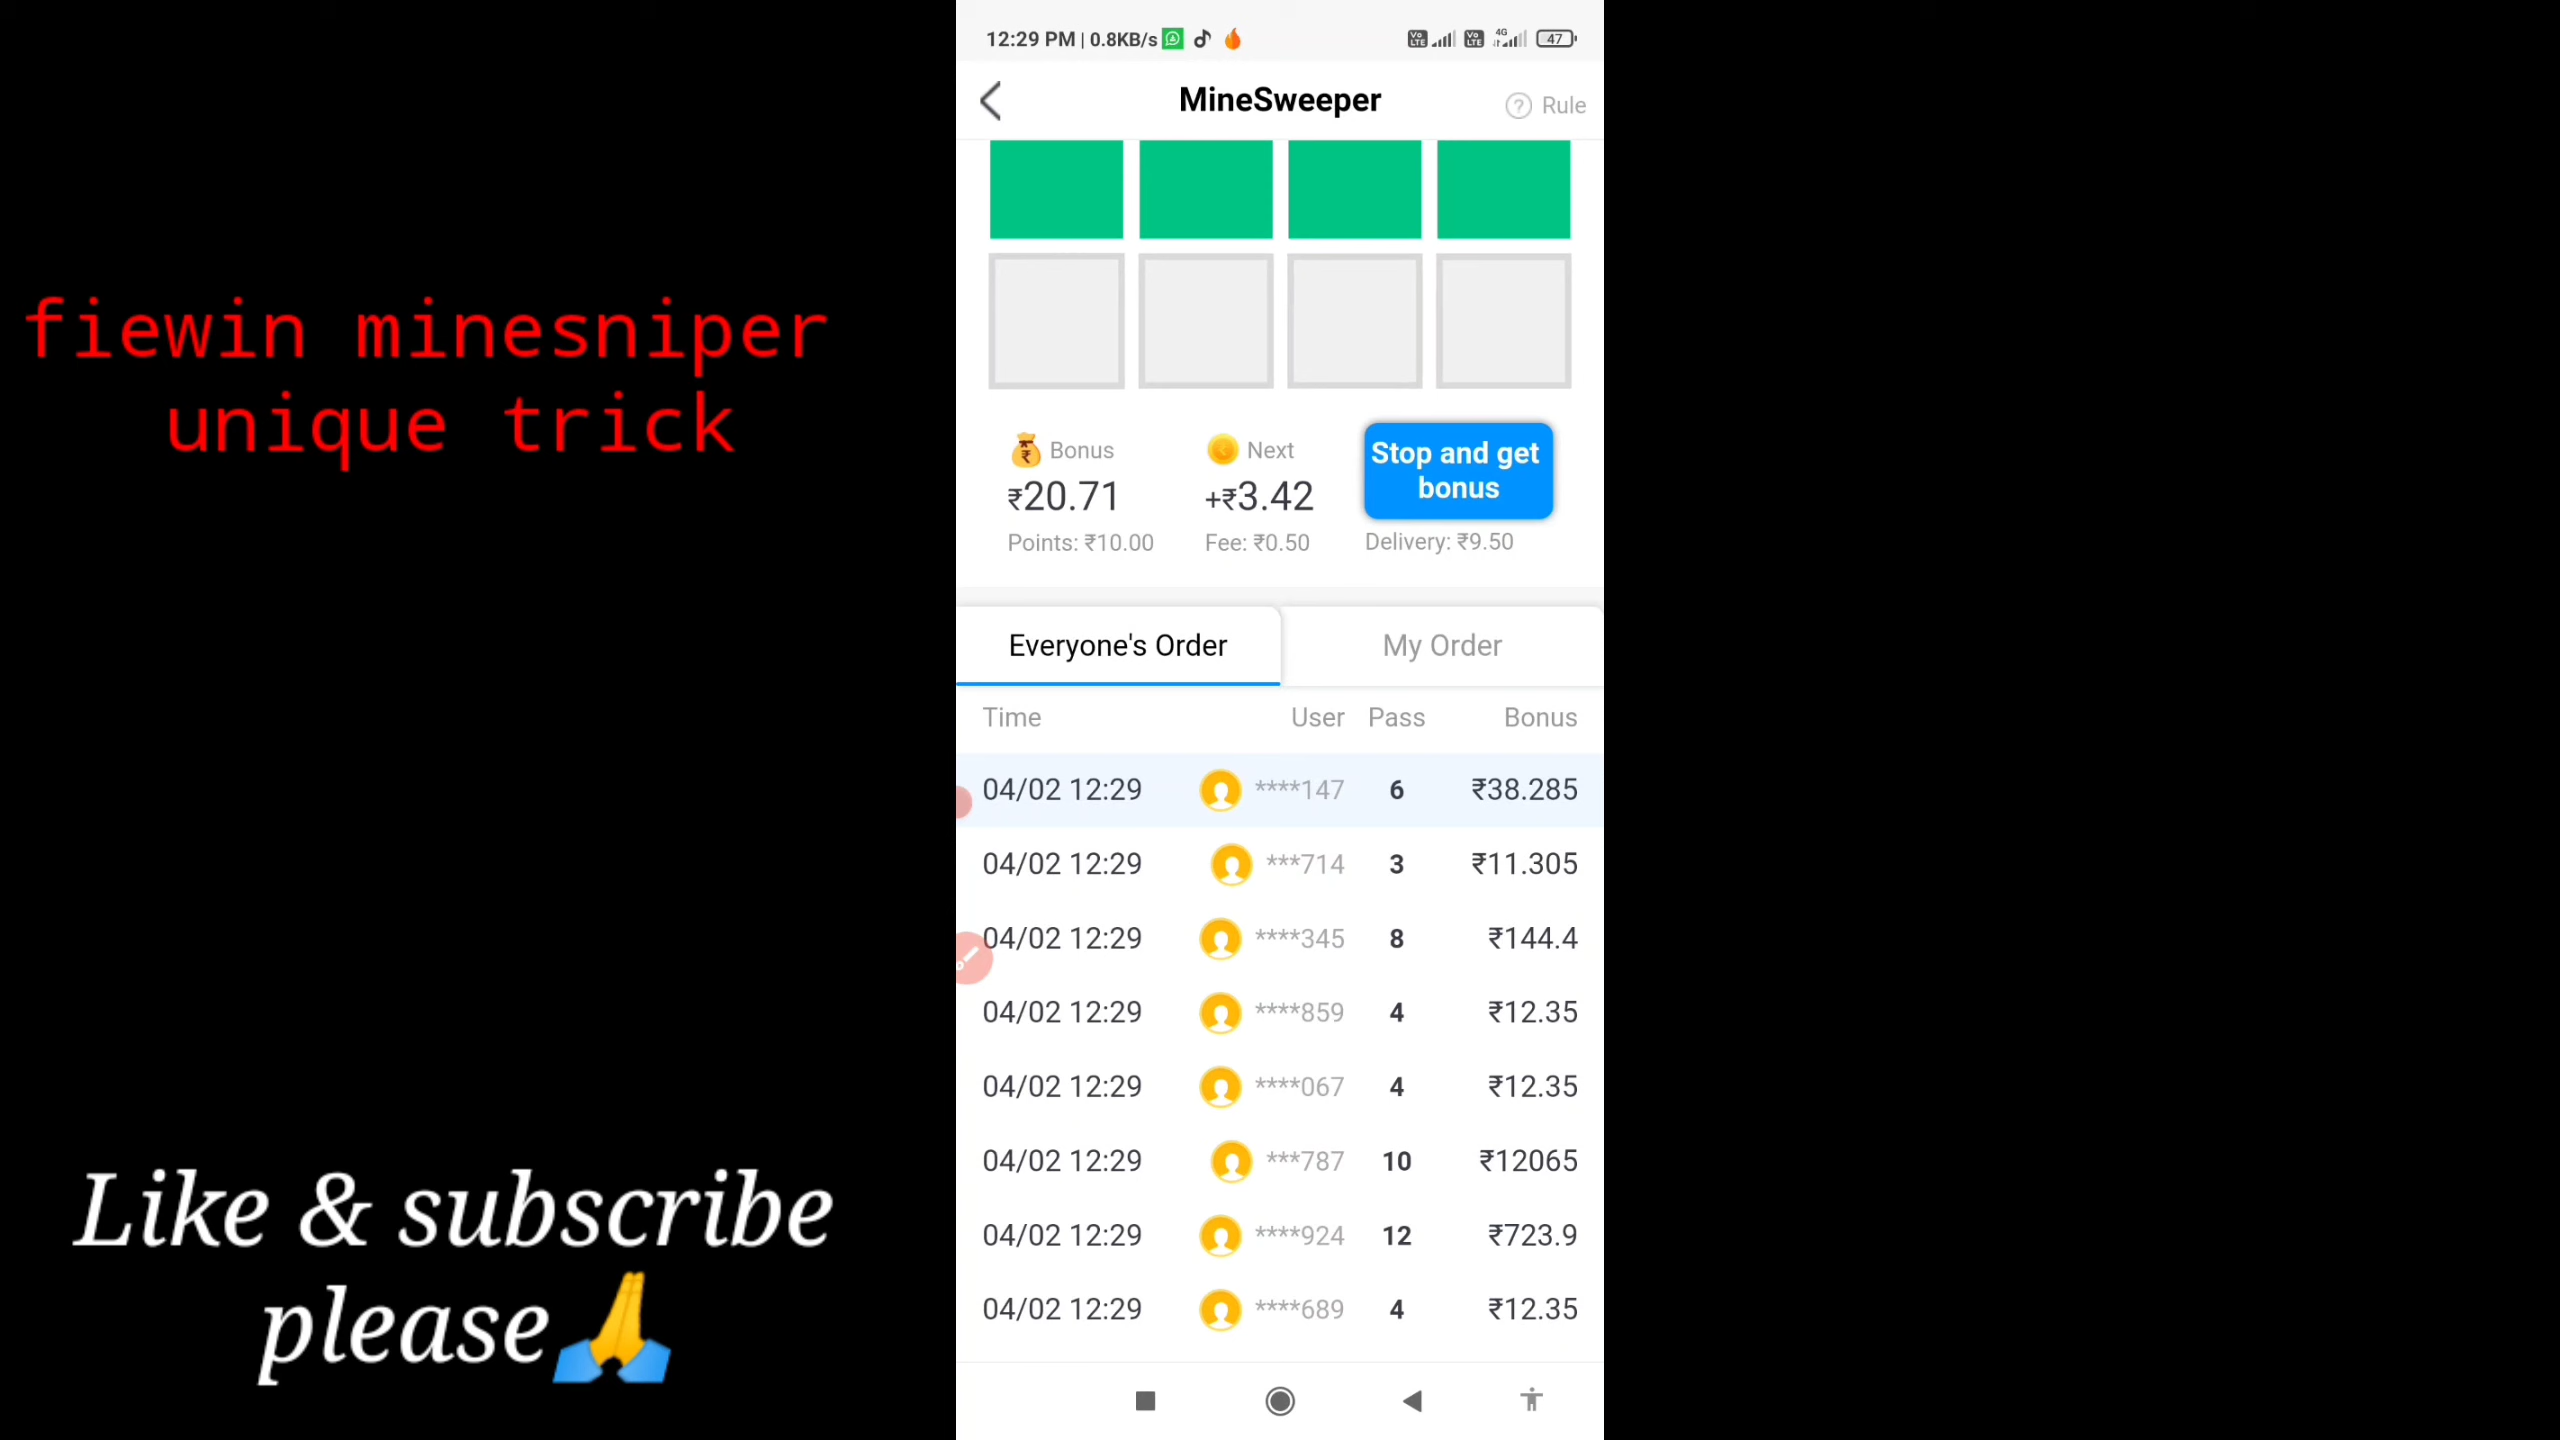 fiewin minesniper
unique trick
Like & subscribe
please🙏
12:29 PM | 0.8KB/s
Vo LTE Vo LTE 4G 47
MineSweeper
? Rule
Bonus Next Stop and get bonus
₹20.71 +₹3.42
Points: ₹10.00 Fee: ₹0.50 Delivery: ₹9.50
Everyone's Order My Order
Time User Pass Bonus
04/02 12:29 ****147 6 ₹38.285
04/02 12:29 ***714 3 ₹11.305
04/02 12:29 ****345 8 ₹144.4
04/02 12:29 ****859 4 ₹12.35
04/02 12:29 ****067 4 ₹12.35
04/02 12:29 ***787 10 ₹12065
04/02 12:29 ****924 12 ₹723.9
04/02 12:29 ****689 4 ₹12.35